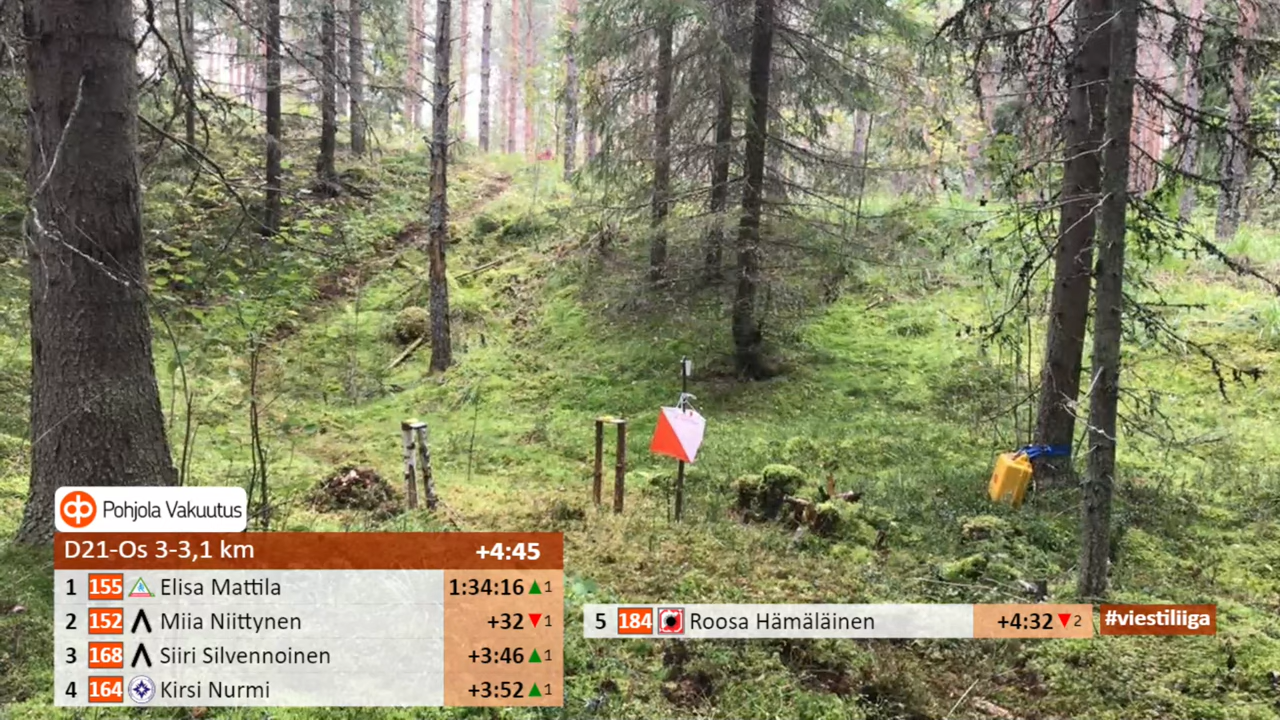 op Pohjola Vakuutus
D21-Os 3-3,1 km +4:45
1 155 Elisa Mattila 1:34:16 ▲1
2 152 Miia Niittynen +32 ▼1
3 168 Siiri Silvennoinen +3:46 ▲1
4 164 Kirsi Nurmi +3:52 ▲1
5 184 Roosa Hämäläinen +4:32 ▼2 #viestiliiga